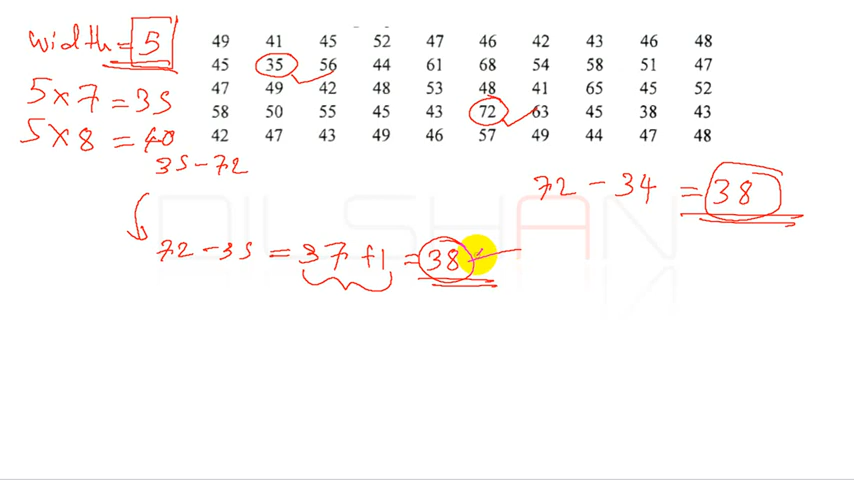 width = 5
49 41 45 52 47 46 42 43 46 48
45 35 56 44 61 68 54 58 51 47
47 49 42 48 53 48 41 65 45 52
58 50 55 45 43 72 63 45 38 43
42 47 43 49 46 57 49 44 47 48
5 x 7 = 35
5 x 8 = 40
35 - 72
72 - 34 = 38
72 - 35 = 37 + 1 = 38
DILSHAN